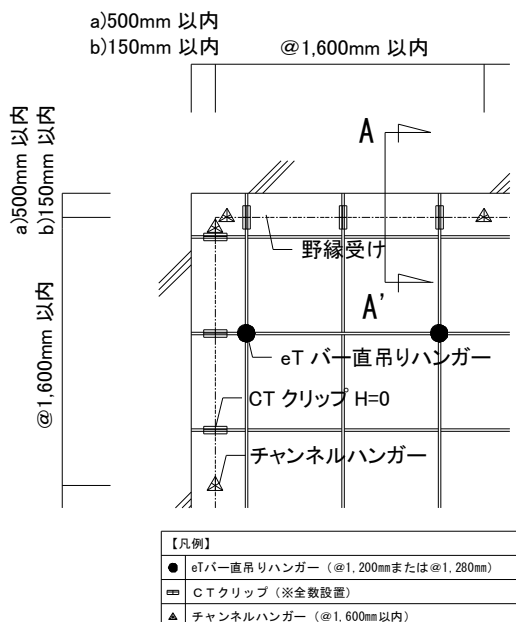 a)500mm 以内
b)150mm 以内
@1,600mm 以内
a)500mm 以内
b)150mm 以内
@1,600mm 以内
A
野縁受け
A'
eT バー直吊りハンガー
CT クリップ H=0
チャンネルハンガー
【凡例】
eTバー直吊りハンガー（@1,200mmまたは@1,280mm）
CTクリップ（※全数設置）
チャンネルハンガー（@1,600mm以内）